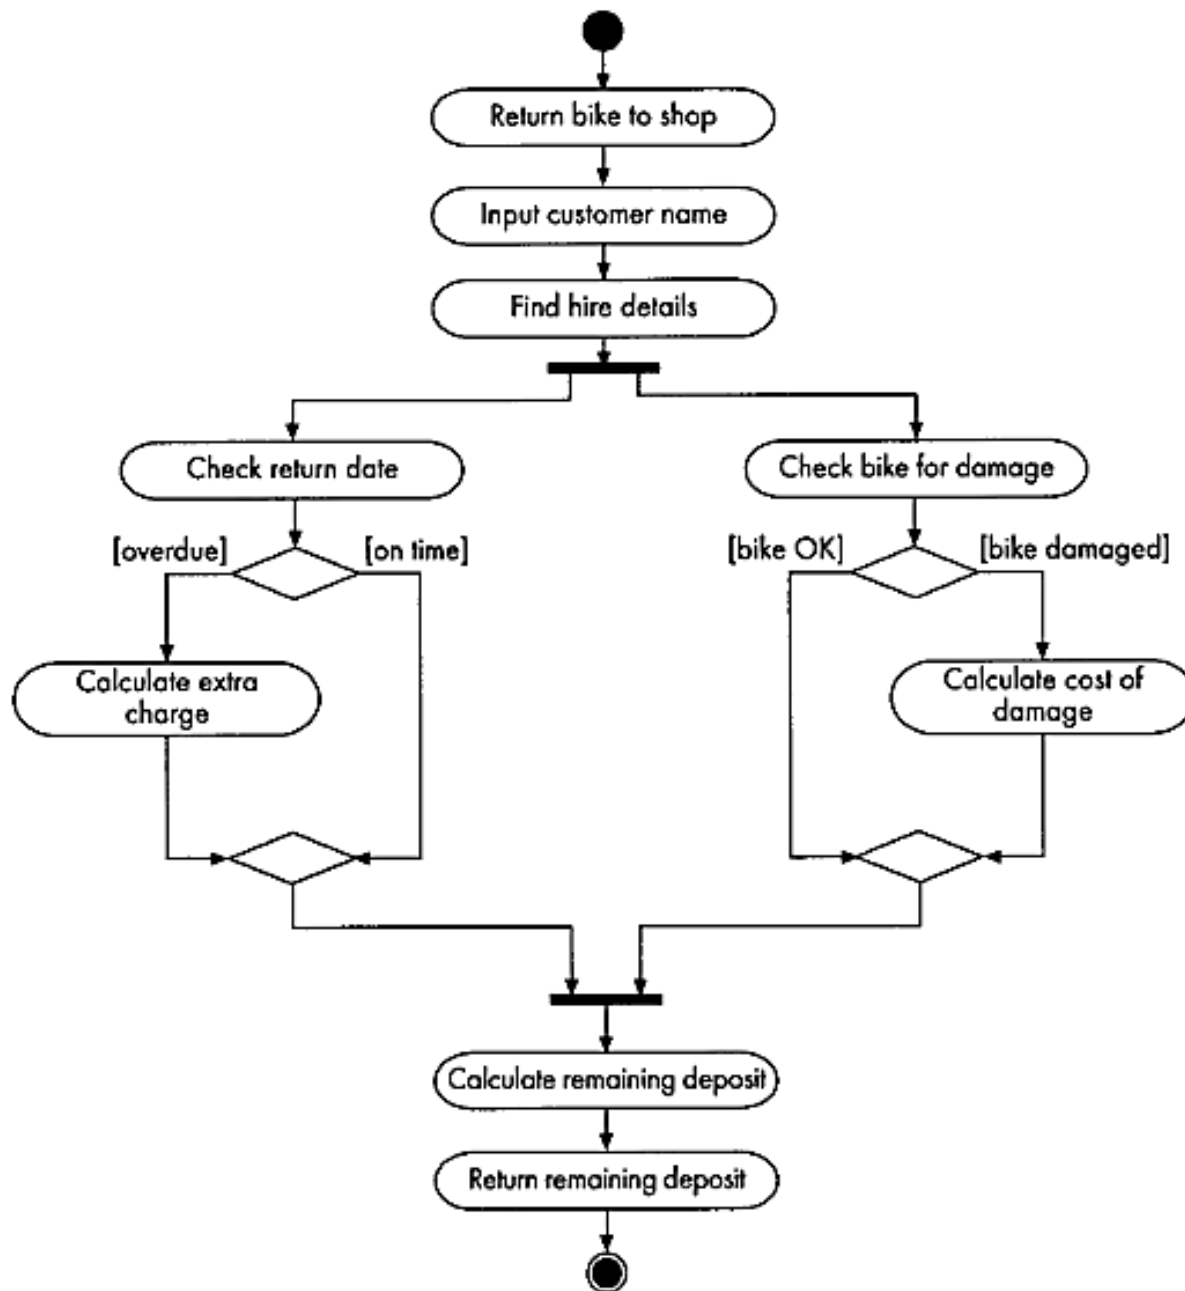 Return bike to shop
Input customer name
Find hire details
Check return date
Check bike for damage
[overdue]
[on time]
[bike OK]
[bike damaged]
Calculate extra
charge
Calculate cost of
damage
Calculate remaining deposit
Return remaining deposit